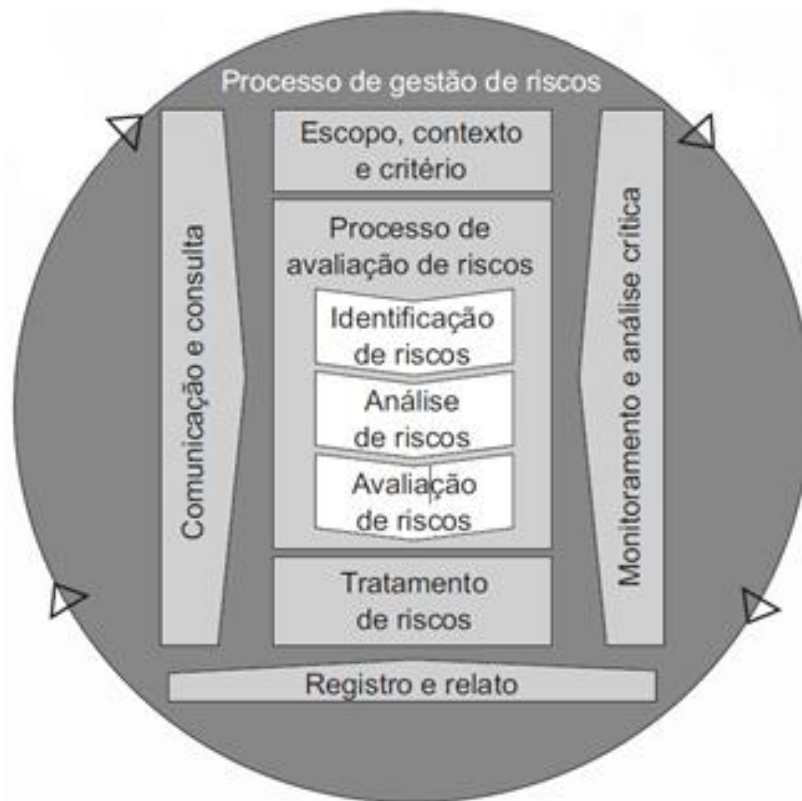 Processo de gestão de riscos
Comunicação e consulta
Escopo, contexto
e critério
Processo de
avaliação de riscos
Identificação
de riscos
Análise
de riscos
Avaliação
de riscos
Tratamento
de riscos
Monitoramento e análise crítica
Registro e relato